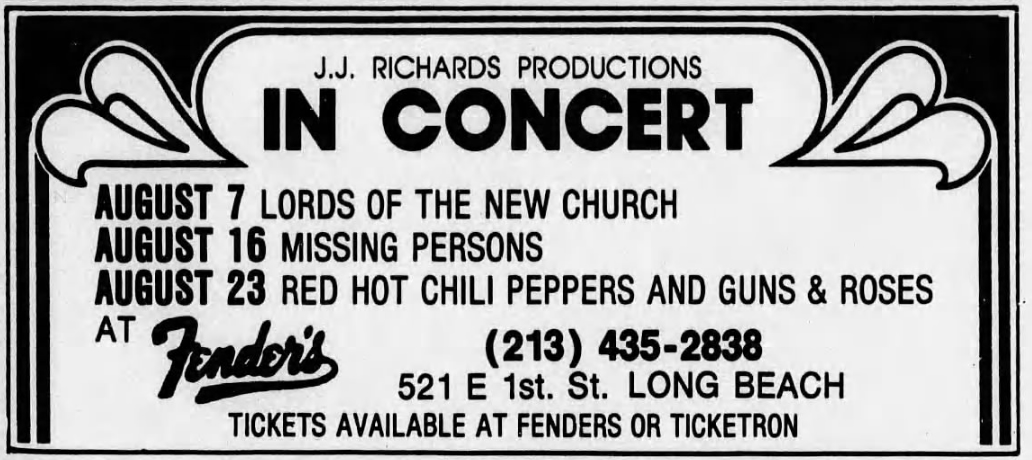 J.J. RICHARDS PRODUCTIONS
IN CONCERT
AUGUST 7 LORDS OF THE NEW CHURCH
AUGUST 16 MISSING PERSONS
AUGUST 23 RED HOT CHILI PEPPERS AND GUNS & ROSES
AT Fender's (213) 435-2838
521 E 1st. St. LONG BEACH
TICKETS AVAILABLE AT FENDERS OR TICKETRON